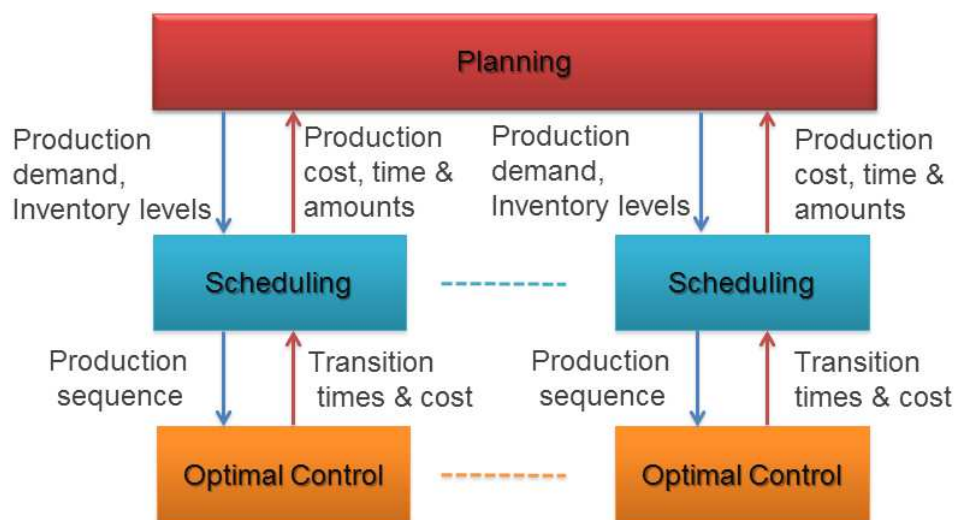 Planning
Production
demand,
Inventory levels
Production
cost, time &
amounts
Production
demand,
Inventory levels
Production
cost, time &
amounts
Scheduling
Scheduling
Production
sequence
Transition
times & cost
Production
sequence
Transition
times & cost
Optimal Control
Optimal Control